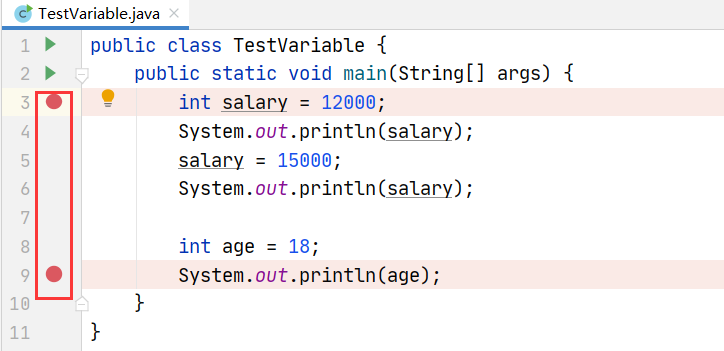 TestVariable.java
1 public class TestVariable {
2 public static void main(String[] args) {
3 int salary = 12000;
4 System.out.println(salary);
5 salary = 15000;
6 System.out.println(salary);
7
8 int age = 18;
9 System.out.println(age);
10 }
11 }